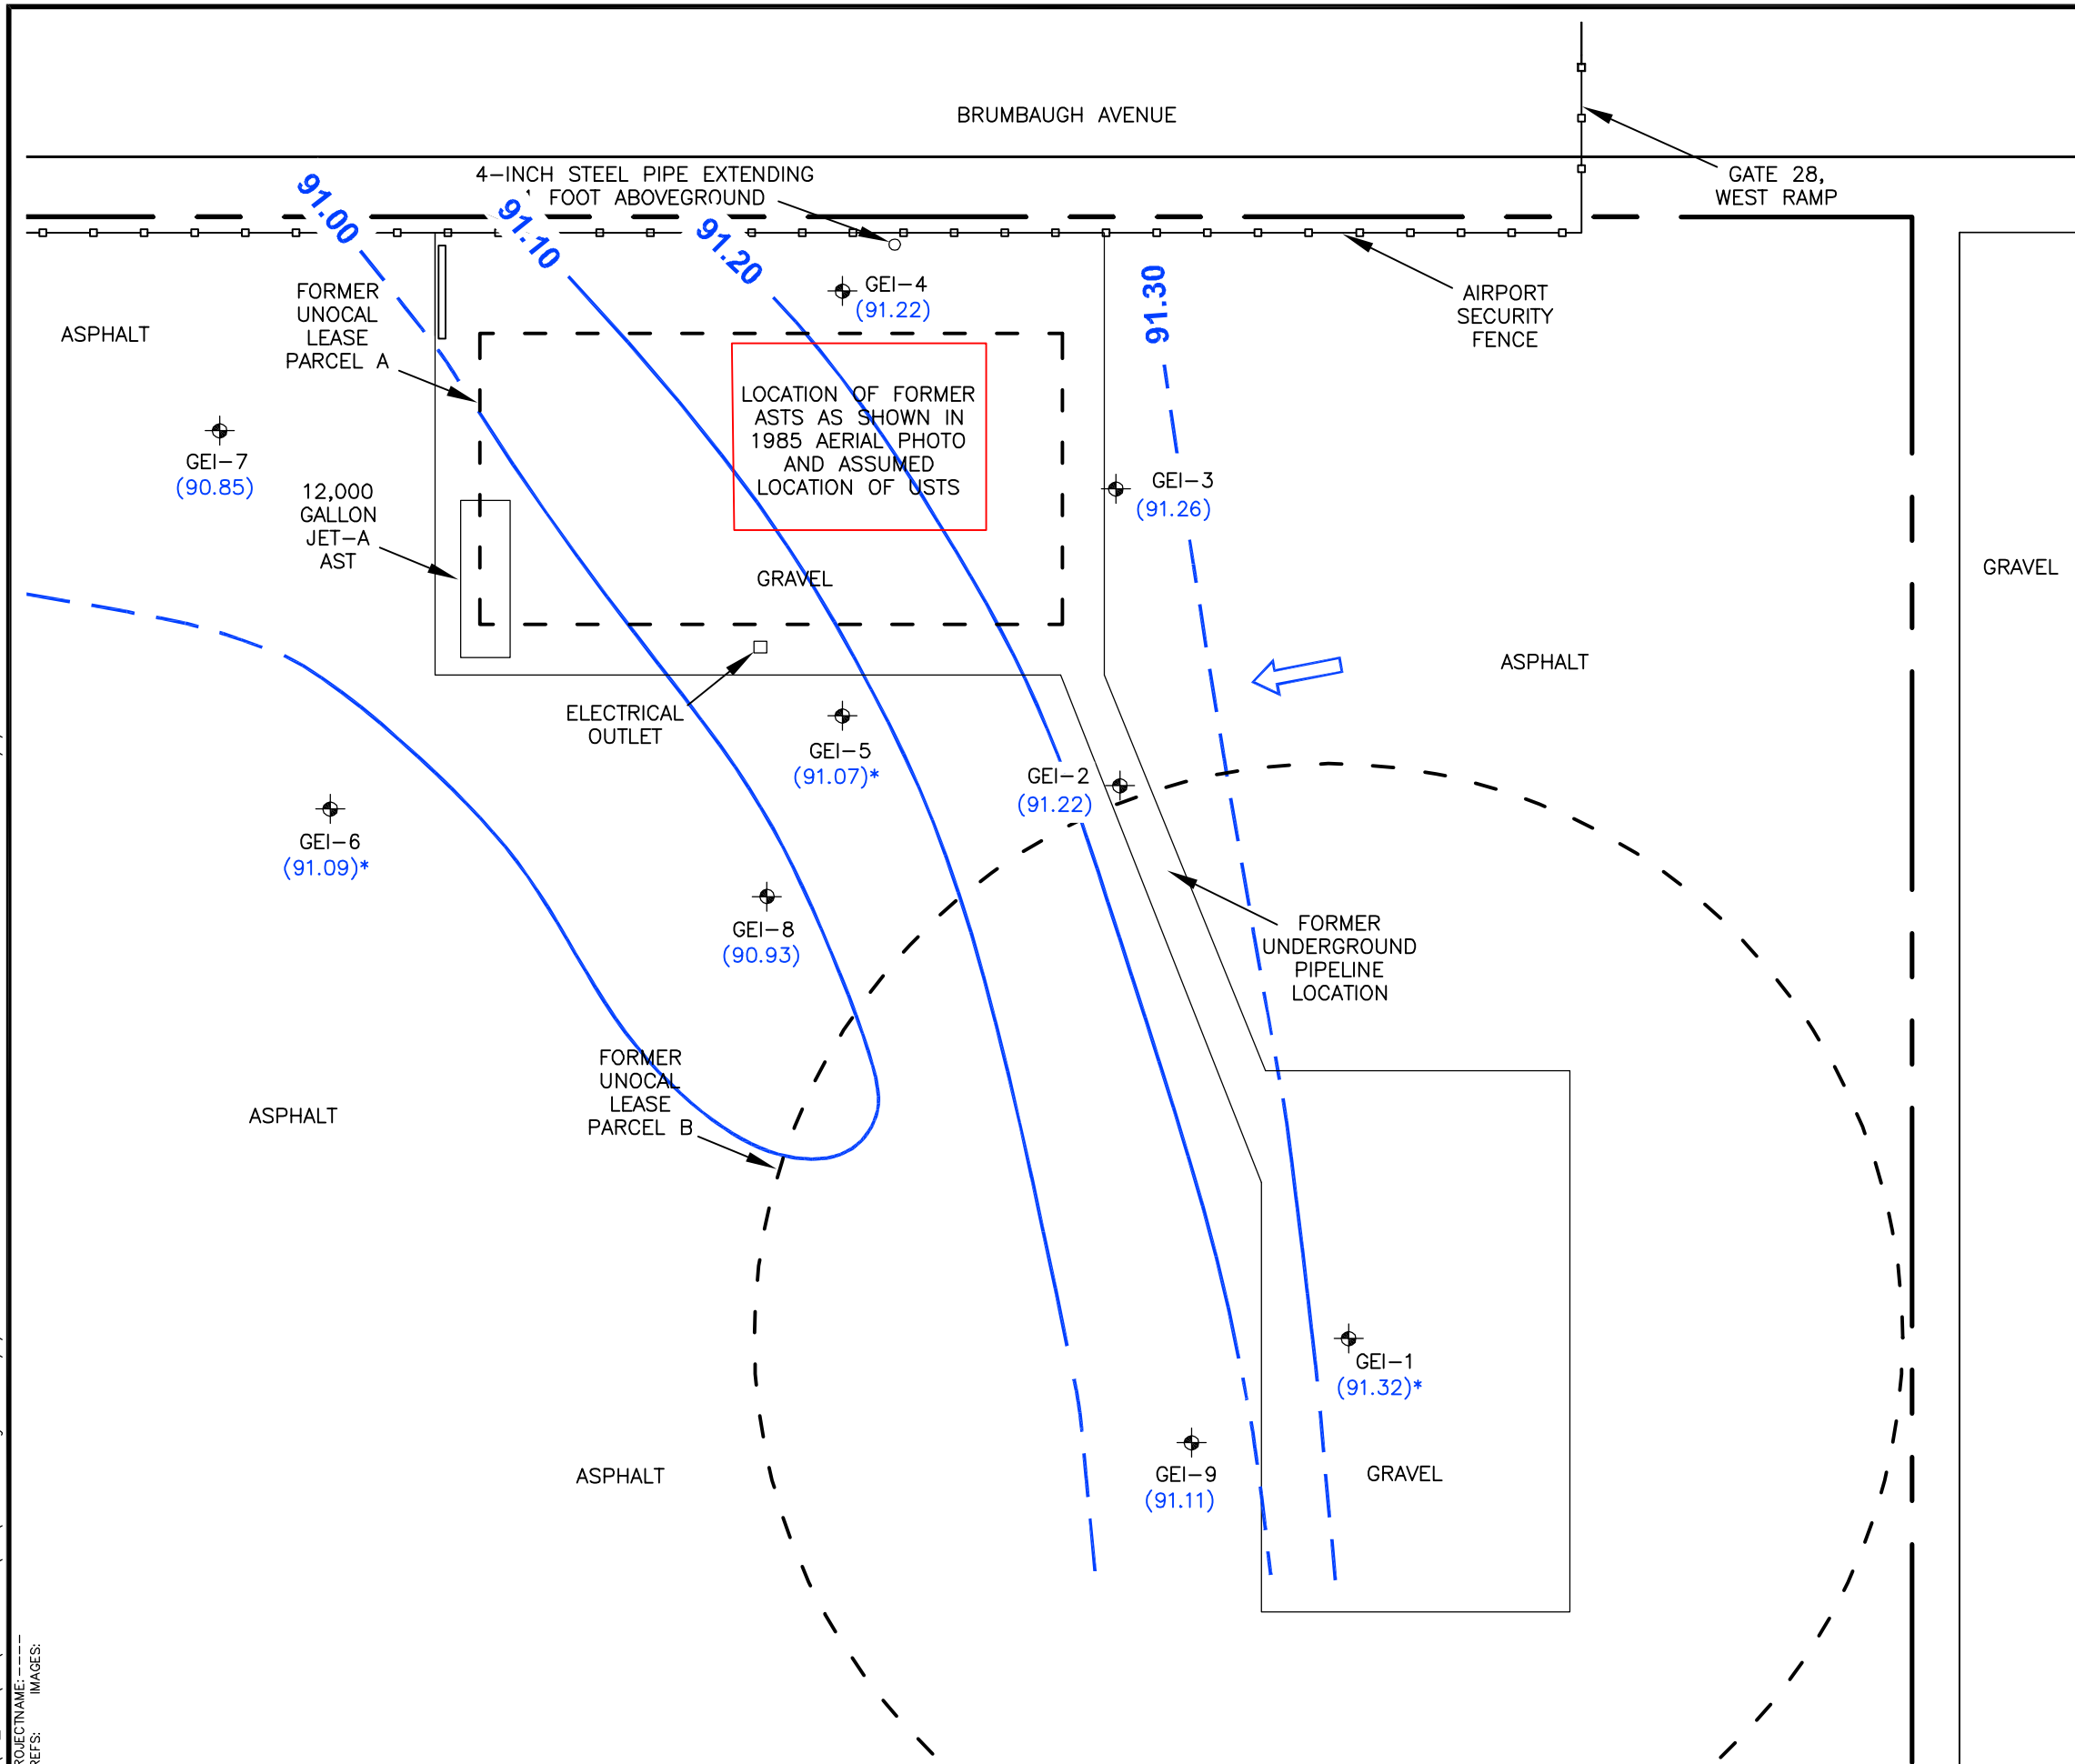 BRUMBAUGH AVENUE
4-INCH STEEL PIPE EXTENDING
1 FOOT ABOVEGROUND
GATE 28,
WEST RAMP
91.00
91.10
91.20
91.30
GEI-4
(91.22)
AIRPORT
SECURITY
FENCE
FORMER
UNOCAL
LEASE
PARCEL A
ASPHALT
LOCATION OF FORMER
ASTS AS SHOWN IN
1985 AERIAL PHOTO
AND ASSUMED
LOCATION OF USTS
GEI-7
(90.85)
GEI-3
(91.26)
12,000
GALLON
JET-A
AST
GRAVEL
GRAVEL
ASPHALT
ELECTRICAL
OUTLET
GEI-5
(91.07)*
GEI-2
(91.22)
GEI-6
(91.09)*
GEI-8
(90.93)
FORMER
UNDERGROUND
PIPELINE
LOCATION
FORMER
UNOCAL
LEASE
PARCEL B
ASPHALT
GEI-1
(91.32)*
ASPHALT
GEI-9
(91.11)
GRAVEL
ROJECTNAME: ----
REFS: IMAGES: